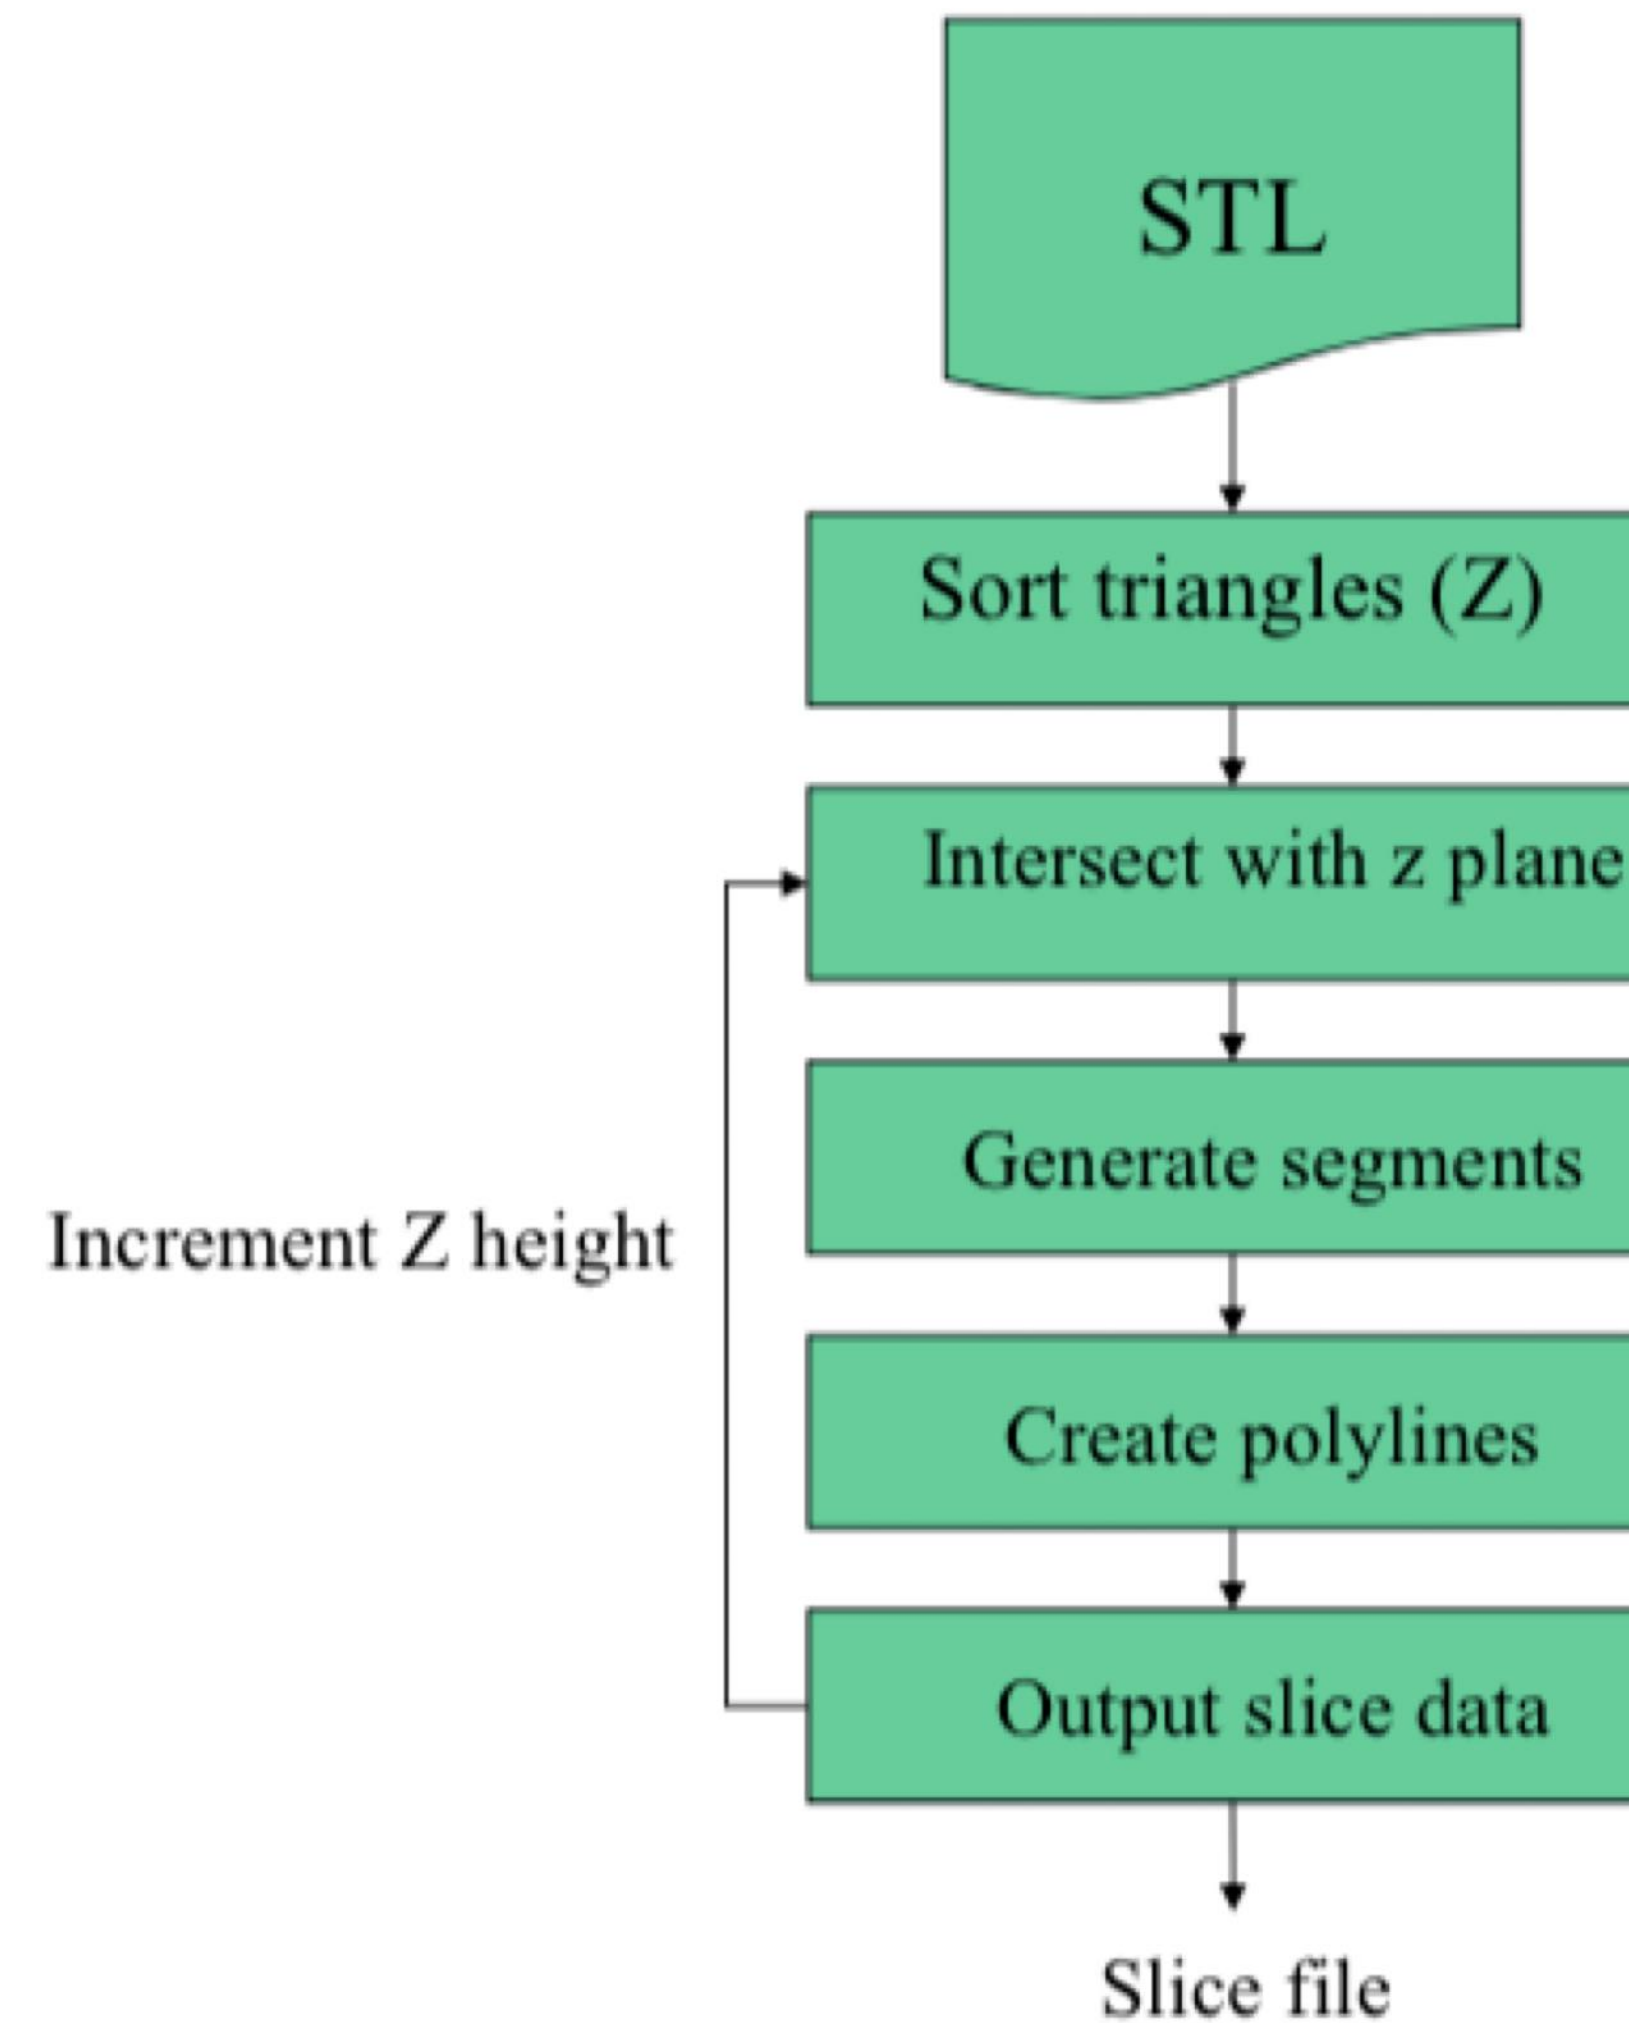 STL
Sort triangles (Z)
Intersect with z plane
Generate segments
Increment Z height
Create polylines
Output slice data
Slice file